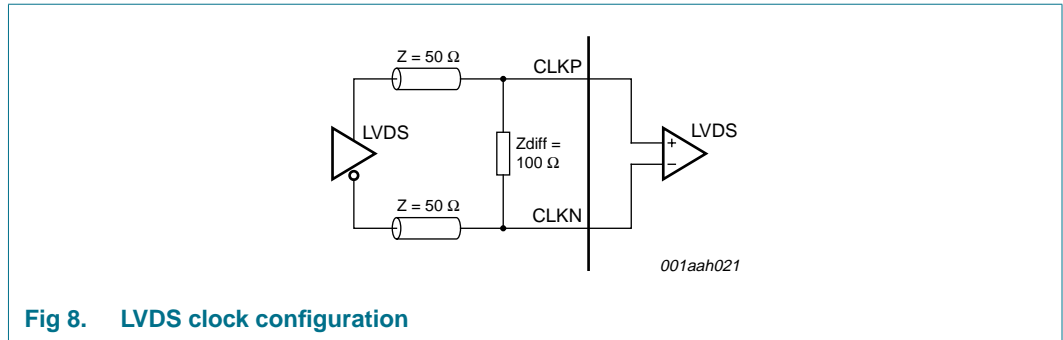 Z = 50 Ω
CLKP
LVDS
Zdiff =
100 Ω
LVDS
+
−
Z = 50 Ω
CLKN
001aah021
Fig 8. LVDS clock configuration